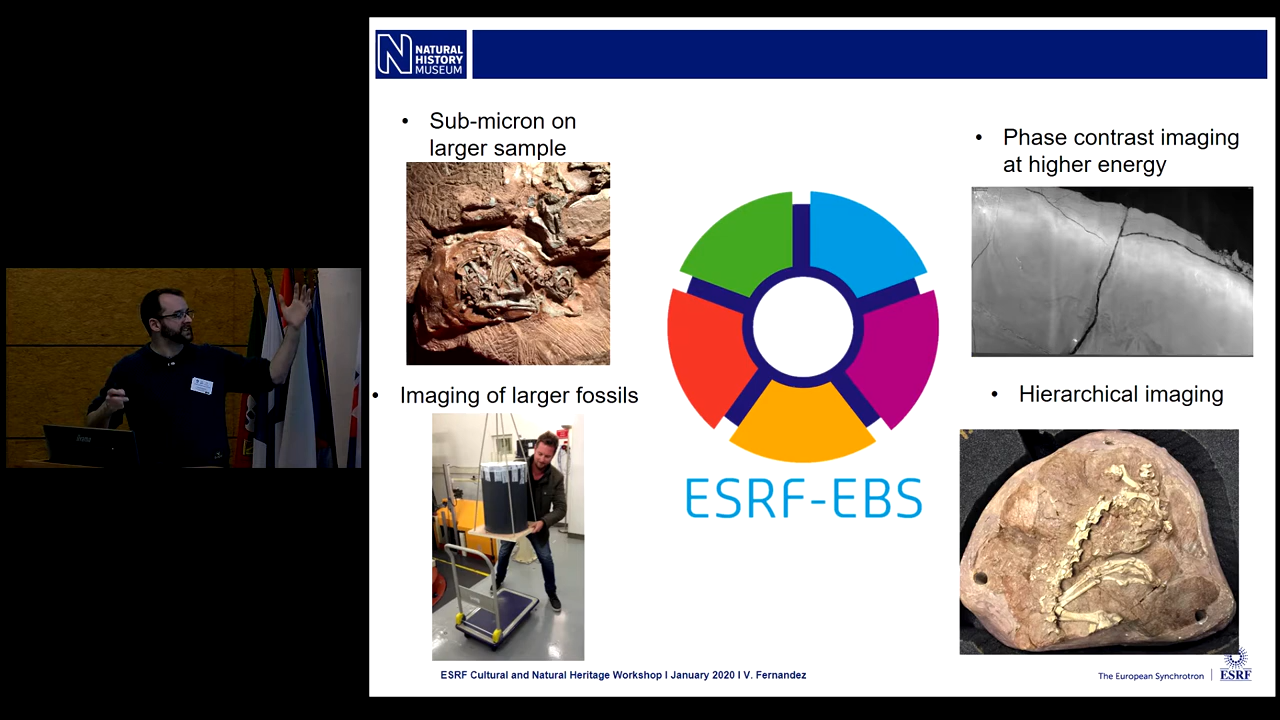 NATURAL
HISTORY
MUSEUM
• Sub-micron on
larger sample
• Phase contrast imaging
at higher energy
• Imaging of larger fossils
• Hierarchical imaging
ESRF-EBS
ESRF Cultural and Natural Heritage Workshop I January 2020 I V. Fernandez
The European Synchrotron
ESRF